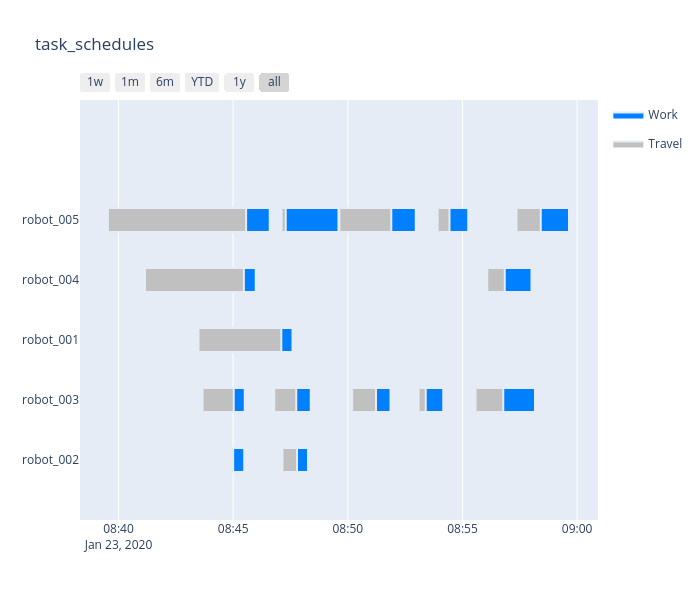 task_schedules
1w 1m 6m YTD 1y all
Work
Travel
robot_005
robot_004
robot_001
robot_003
robot_002
08:40 08:45 08:50 08:55 09:00
Jan 23, 2020